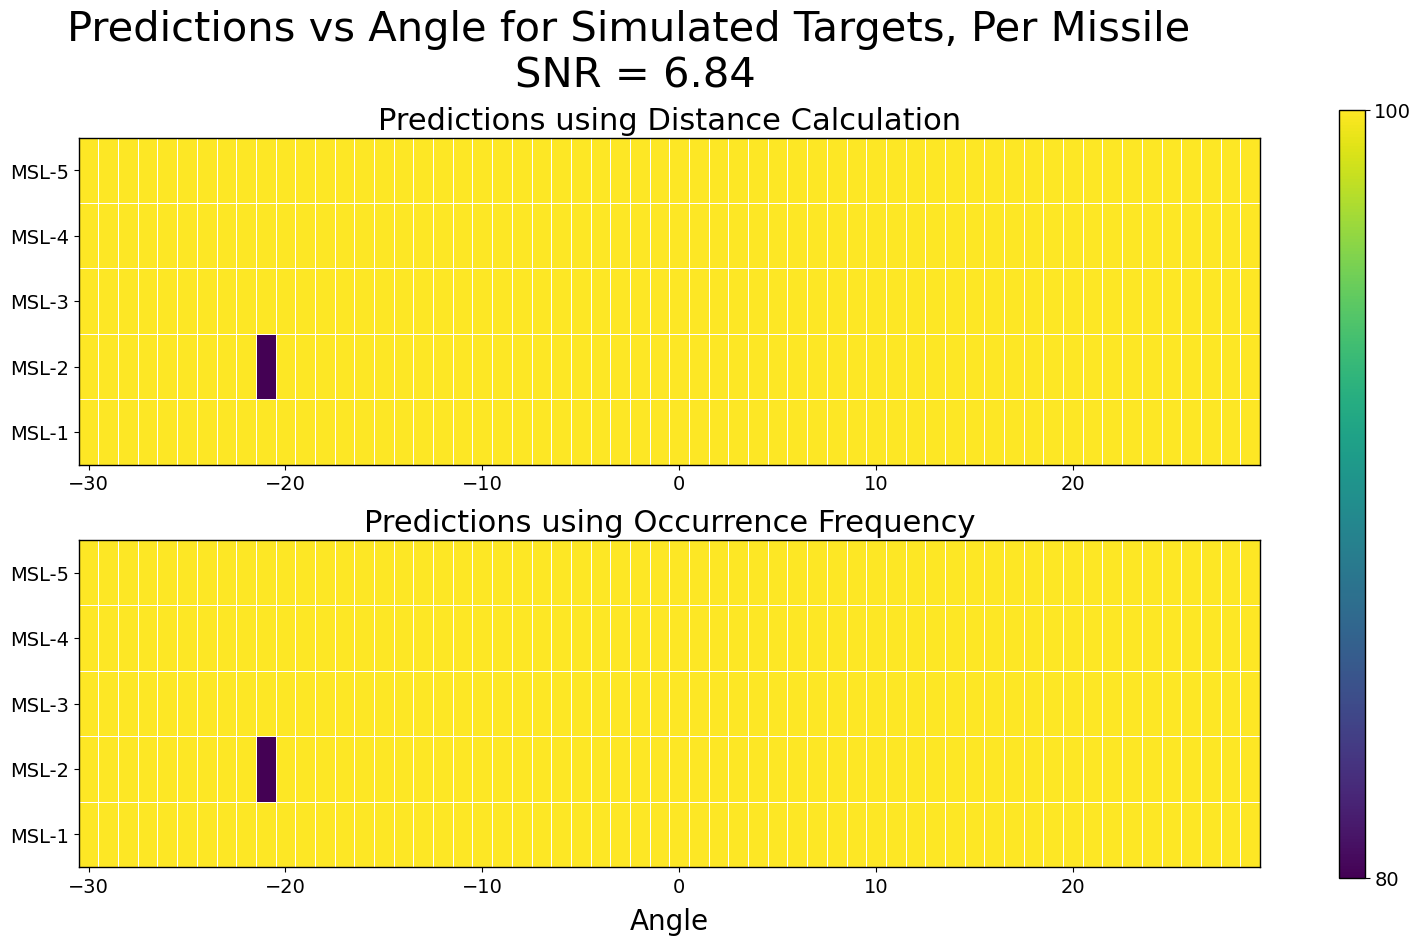 Predictions vs Angle for Simulated Targets, Per Missile
SNR = 6.84
Predictions using Distance Calculation
100
MSL-5
MSL-4
MSL-3
MSL-2
MSL-1
−30 −20 −10 0 10 20
Predictions using Occurrence Frequency
MSL-5
MSL-4
MSL-3
MSL-2
MSL-1
−30 −20 −10 0 10 20
80
Angle